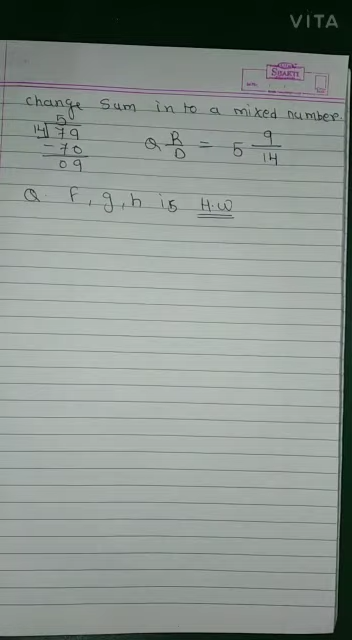 VITA
SHAKTI
change Sum in to a mixed number.
5
14 79
- 70
09
Q R/D = 5 9/14
Q. F, g, h is H.W